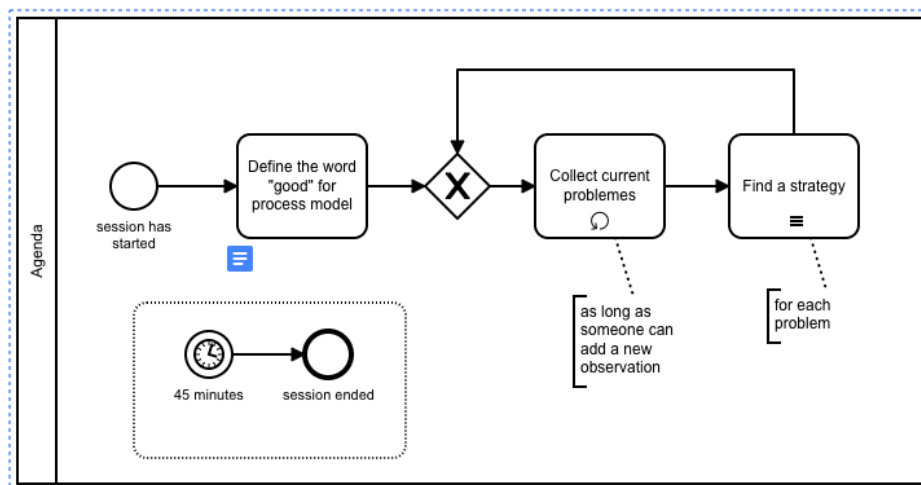 Agenda
session has
started
Define the word
"good" for
process model
X
Collect current
problemes
Find a strategy
as long as
someone can
add a new
observation
for each
problem
45 minutes
session ended